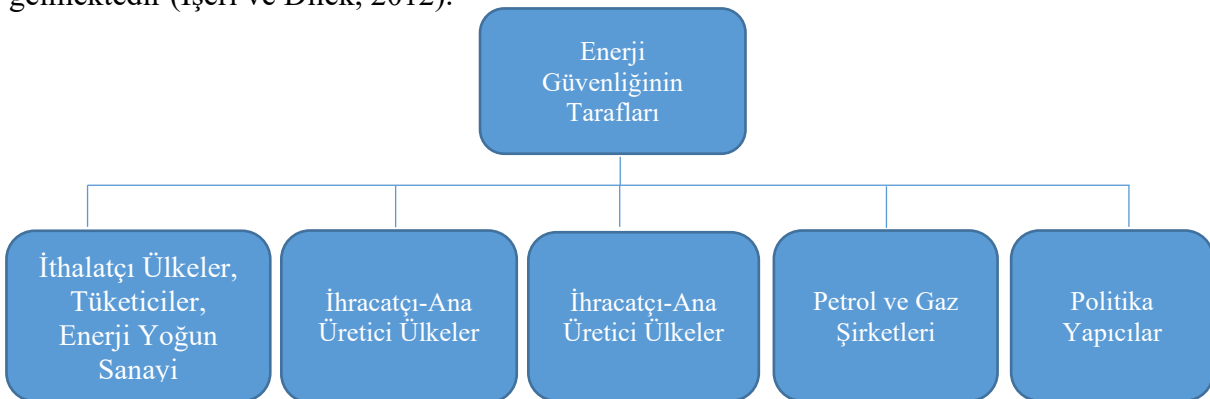 gelmektedir (İşeri ve Dilek, 2012).
Enerji
Güvenliğinin
Tarafları
İthalatçı Ülkeler,
Tüketiciler,
Enerji Yoğun
Sanayi
İhracatçı-Ana
Üretici Ülkeler
İhracatçı-Ana
Üretici Ülkeler
Petrol ve Gaz
Şirketleri
Politika
Yapıcılar